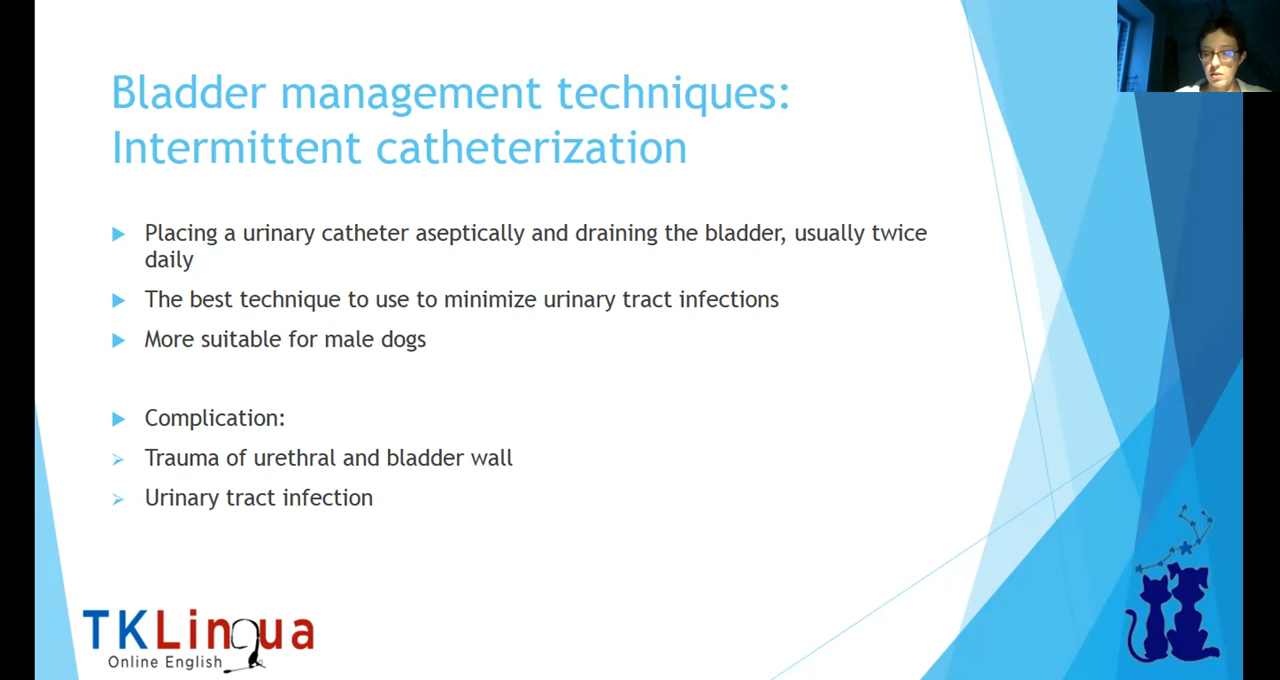 Bladder management techniques:
Intermittent catheterization
Placing a urinary catheter aseptically and draining the bladder, usually twice
daily
The best technique to use to minimize urinary tract infections
More suitable for male dogs
Complication:
Trauma of urethral and bladder wall
Urinary tract infection
TKLingua
Online English